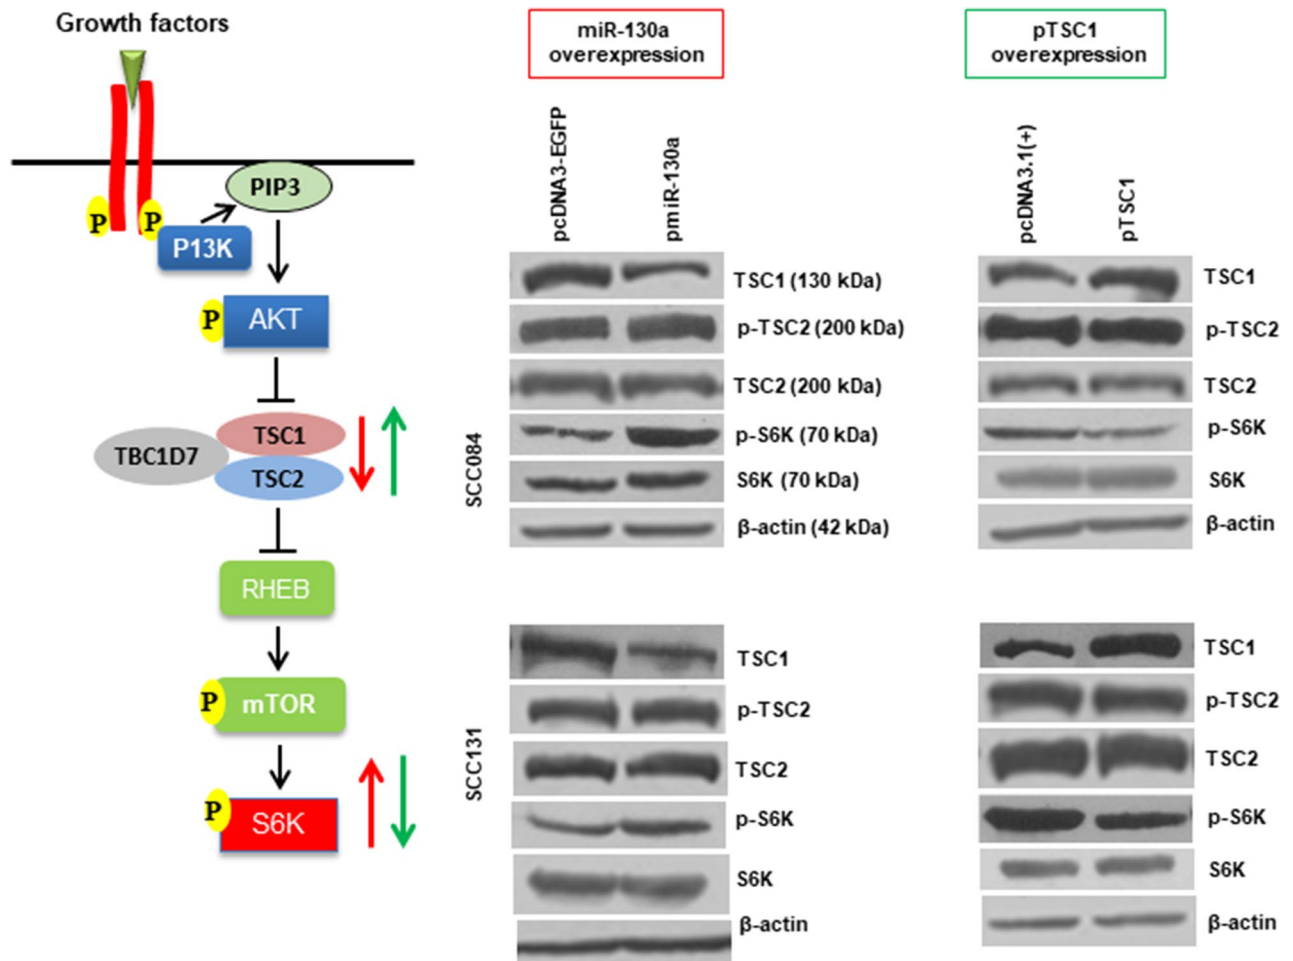 Growth factors
P
P
P13K
PIP3
P
AKT
TBC1D7
TSC1
TSC2
RHEB
P
mTOR
P
S6K
miR-130a
overexpression
pcDNA3-EGFP
pmiR-130a
SCC084
TSC1 (130 kDa)
p-TSC2 (200 kDa)
TSC2 (200 kDa)
p-S6K (70 kDa)
S6K (70 kDa)
β-actin (42 kDa)
SCC131
TSC1
p-TSC2
TSC2
p-S6K
S6K
β-actin
pTSC1
overexpression
pcDNA3.1(+)
pTSC1
TSC1
p-TSC2
TSC2
p-S6K
S6K
β-actin
TSC1
p-TSC2
TSC2
p-S6K
S6K
β-actin